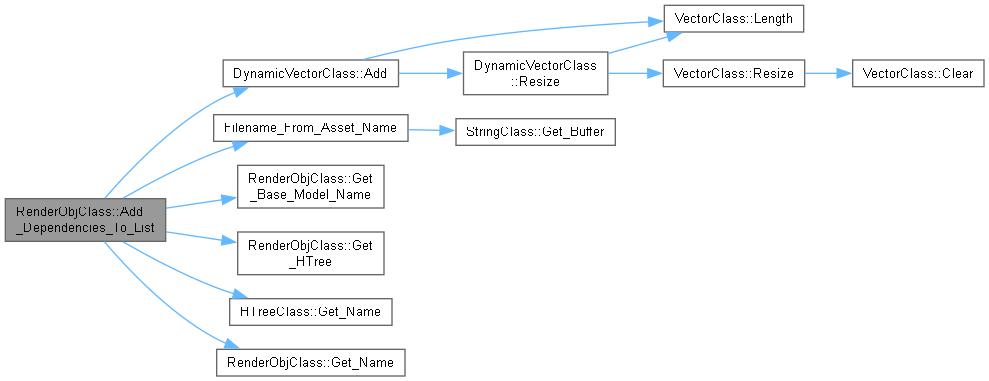 RenderObjClass::Add
_Dependencies_To_List
DynamicVectorClass::Add
Filename_From_Asset_Name
RenderObjClass::Get
_Base_Model_Name
RenderObjClass::Get
_HTree
HTreeClass::Get_Name
RenderObjClass::Get_Name
DynamicVectorClass
::Resize
StringClass::Get_Buffer
VectorClass::Length
VectorClass::Resize
VectorClass::Clear